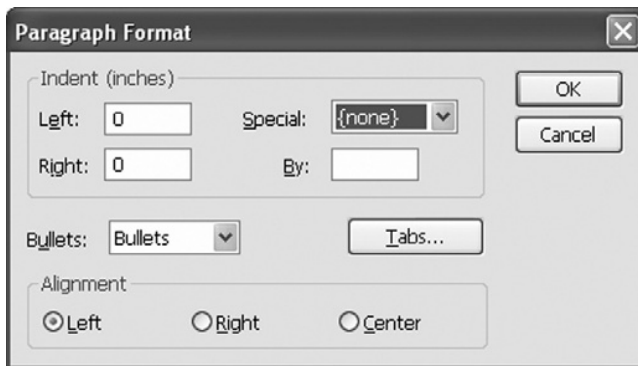 Paragraph Format
Indent (inches)
Left: 0 Special: {none} OK
Right: 0 By: Cancel
Bullets: Bullets Tabs...
Alignment
Left Right Center